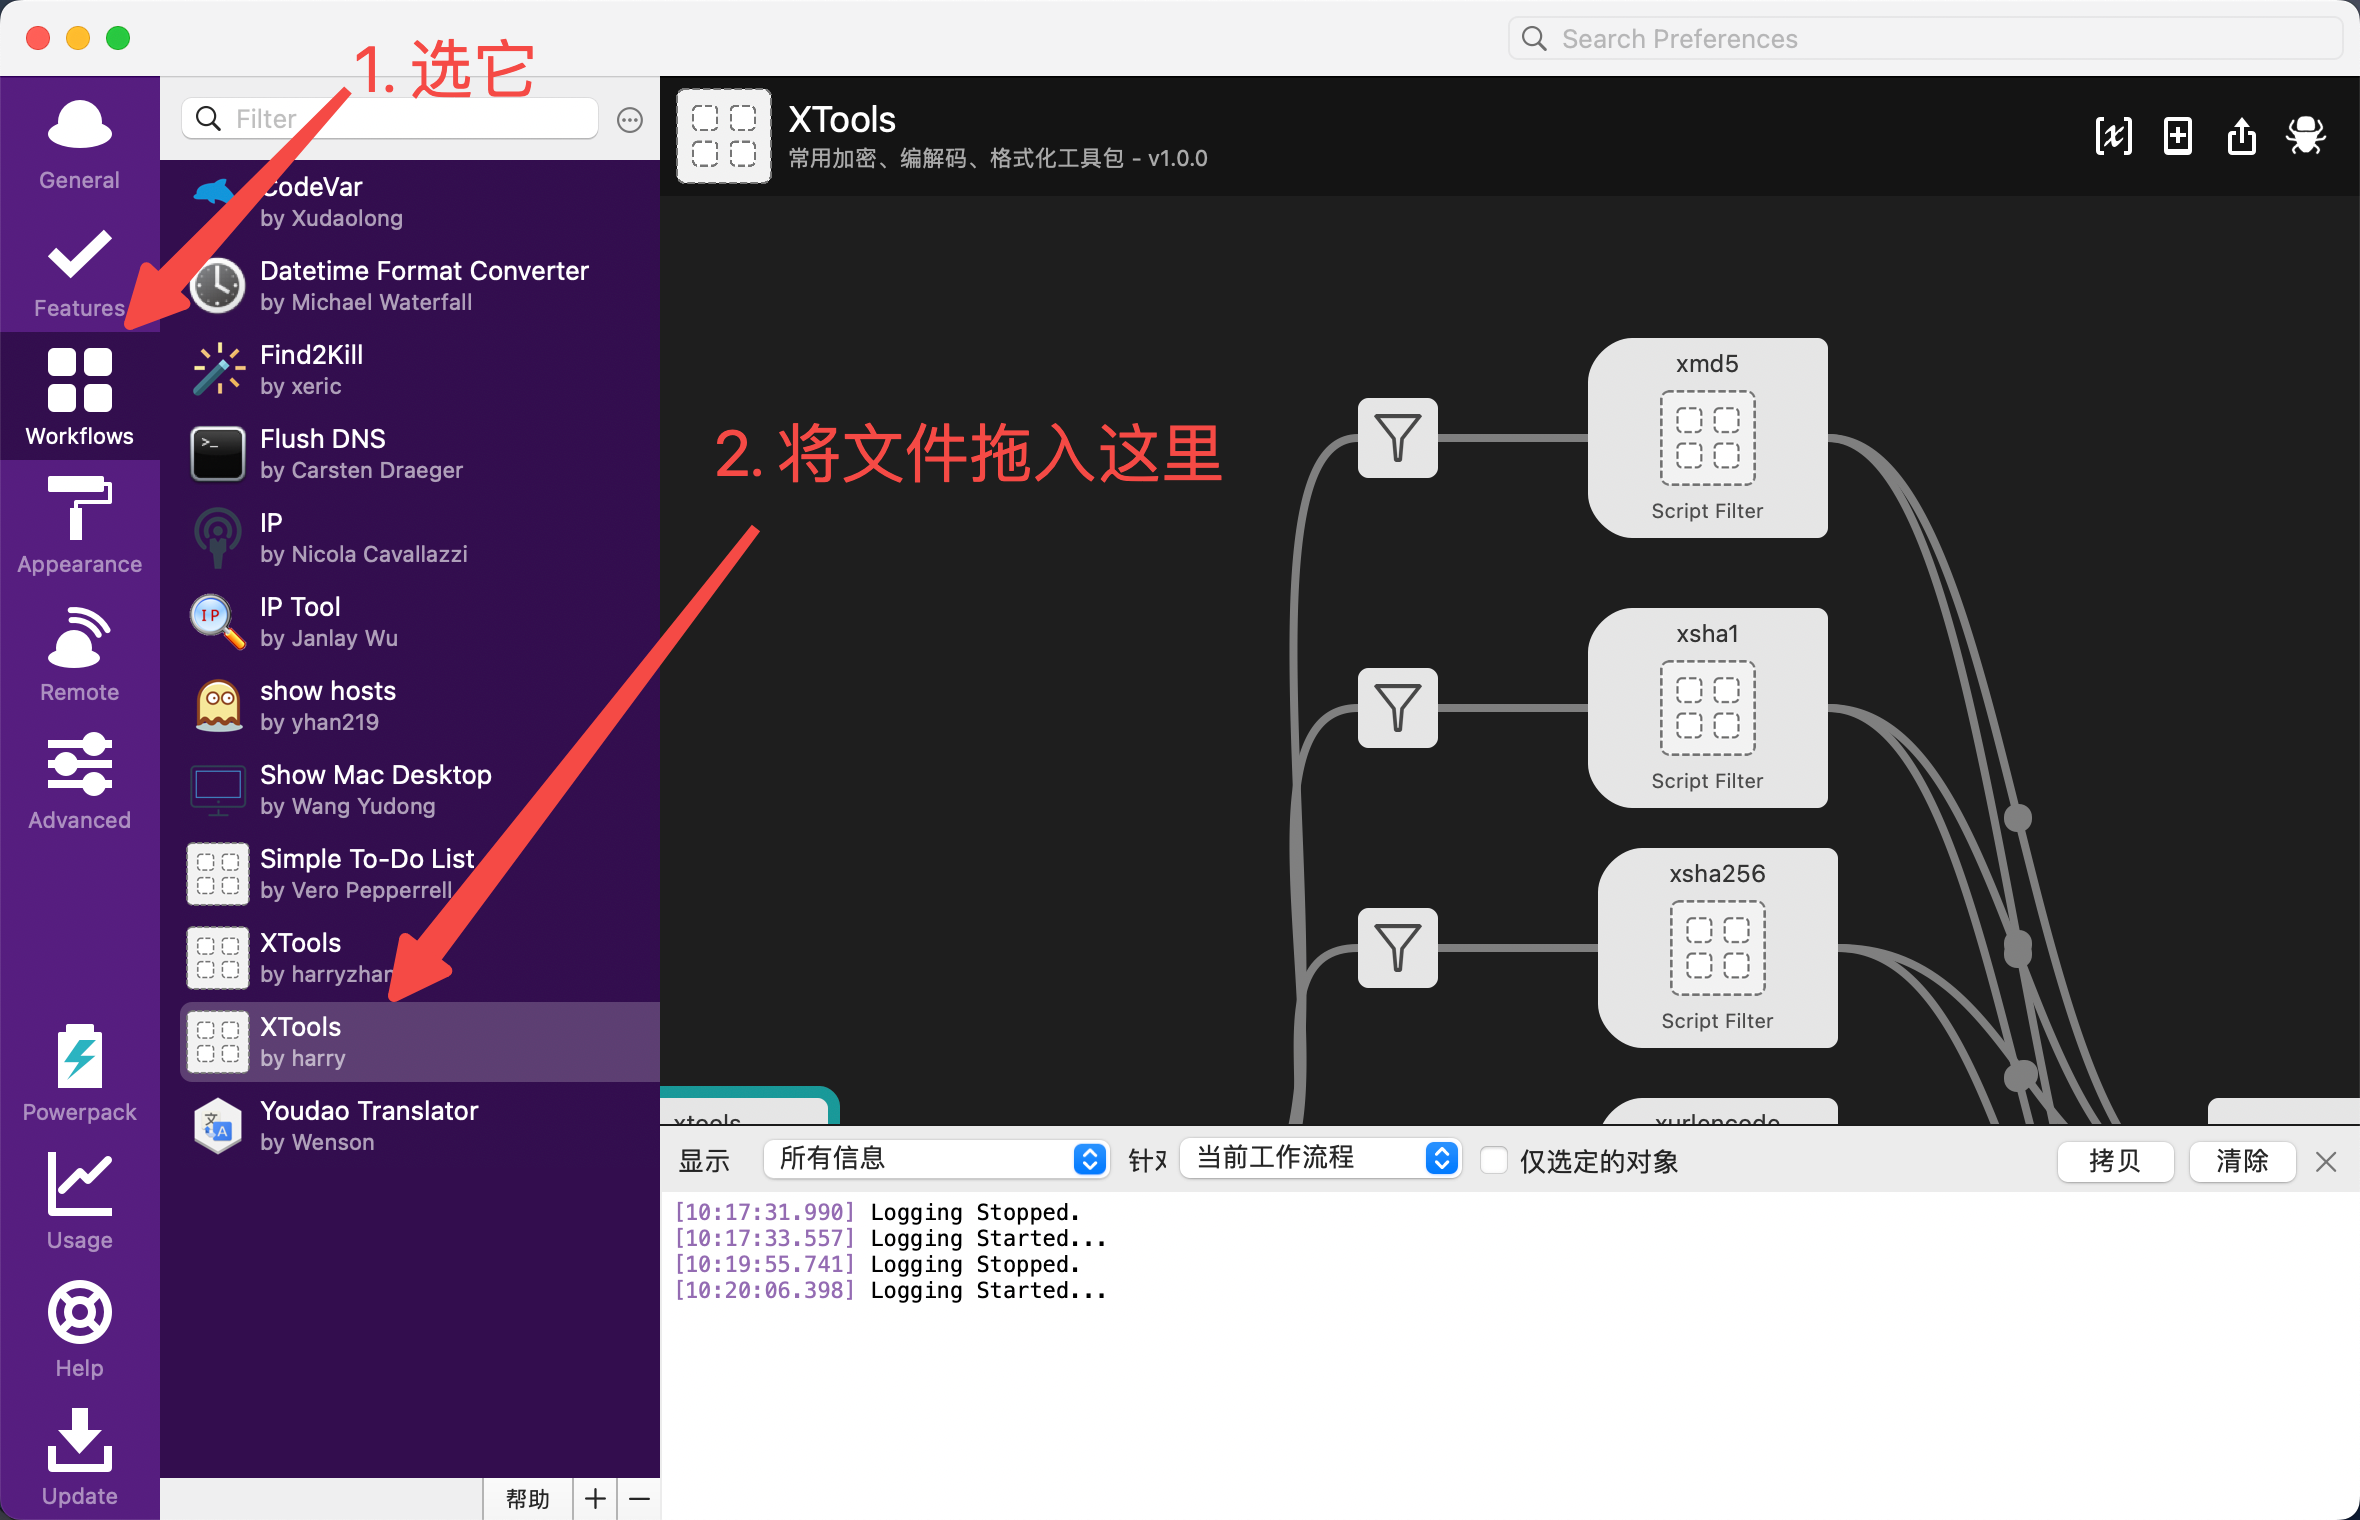 Search Preferences
1. 选它
General
Features
Workflows
Appearance
Remote
Advanced
Powerpack
Usage
Help
Update
Filter
CodeVar
by Xudaolong
Datetime Format Converter
by Michael Waterfall
Find2Kill
by xeric
Flush DNS
by Carsten Draeger
IP
by Nicola Cavallazzi
IP
IP Tool
by Janlay Wu
show hosts
by yhan219
Show Mac Desktop
by Wang Yudong
Simple To-Do List
by Vero Pepperrell
XTools
by harryzhan
XTools
by harry
Youdao Translator
by Wenson
帮助
XTools
常用加密、编解码、格式化工具包 - v1.0.0
2. 将文件拖入这里
xmd5
Script Filter
xsha1
Script Filter
xsha256
Script Filter
xtools
xurlencode
显示
所有信息
针对
当前工作流程
仅选定的对象
拷贝
清除
[10:17:31.990] Logging Stopped.
[10:17:33.557] Logging Started...
[10:19:55.741] Logging Stopped.
[10:20:06.398] Logging Started...